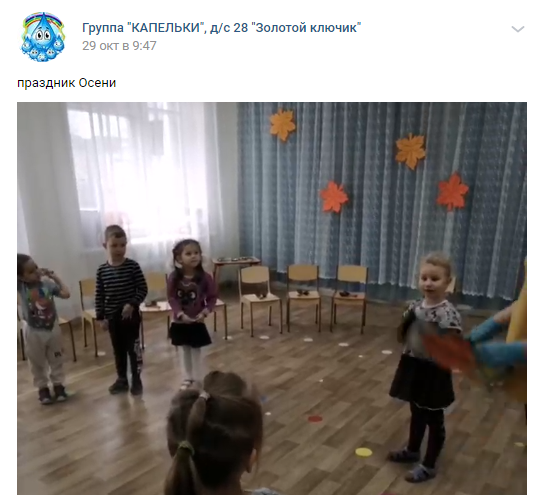 Группа "КАПЕЛЬКИ", д/с 28 "Золотой ключик"
29 окт в 9:47
праздник Осени